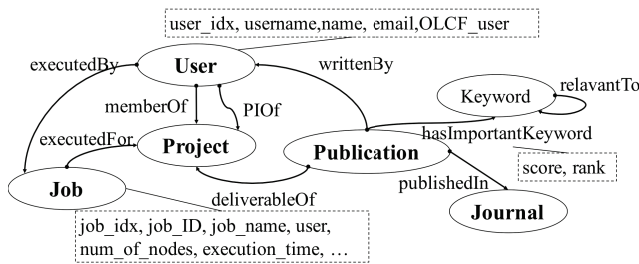 user_idx, username,name, email,OLCF_user
executedBy
User
writtenBy
relavantTo
Keyword
memberOf
PIOf
executedFor
Project
Publication
hasImportantKeyword
score, rank
Job
deliverableOf
publishedIn
Journal
job_idx, job_ID, job_name, user,
num_of_nodes, execution_time, …